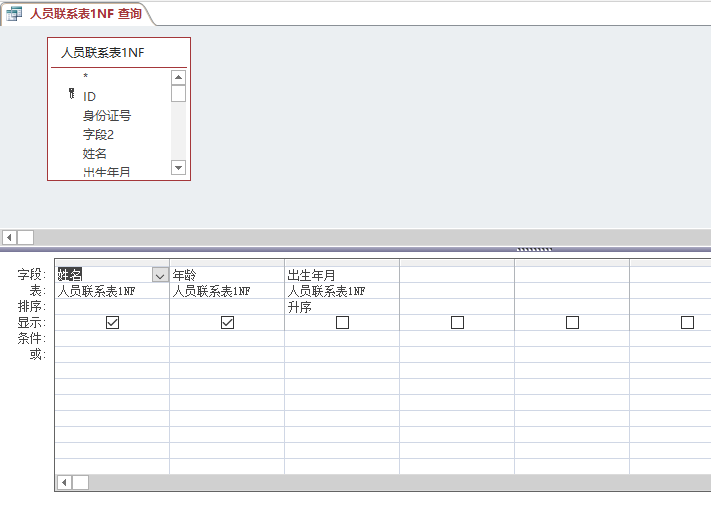 人员联系表1NF 查询
人员联系表1NF
*
ID
身份证号
字段2
姓名
出生年月
字段: 姓名 年龄 出生年月
表: 人员联系表1NF 人员联系表1NF 人员联系表1NF
排序: 升序
显示:
条件:
或: